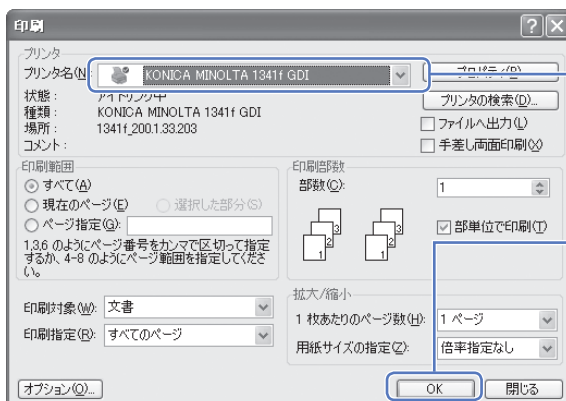 印刷
プリンタ
プリンタ名(N): KONICA MINOLTA 1341f GDI プロパティ(P)
状態: アイドリング中
種類: KONICA MINOLTA 1341f GDI プリンタの検索(D)...
場所: 1341f_200.1.33.203 ファイルへ出力(L)
コメント: 手差し両面印刷(X)
印刷範囲 印刷部数
すべて(A) 部数(C): 1
現在のページ(E) 選択した部分(S)
ページ指定(G): 部単位で印刷(T)
1,3,6 のようにページ番号をカンマで区切って指定
するか、4-8 のようにページ範囲を指定してくださ
い。
1 2 3 1 2 3
拡大/縮小
印刷対象(W): 文書 1 枚あたりのページ数(H): 1 ページ
印刷指定(R): すべてのページ 用紙サイズの指定(Z): 倍率指定なし
オプション(O)... OK 閉じる